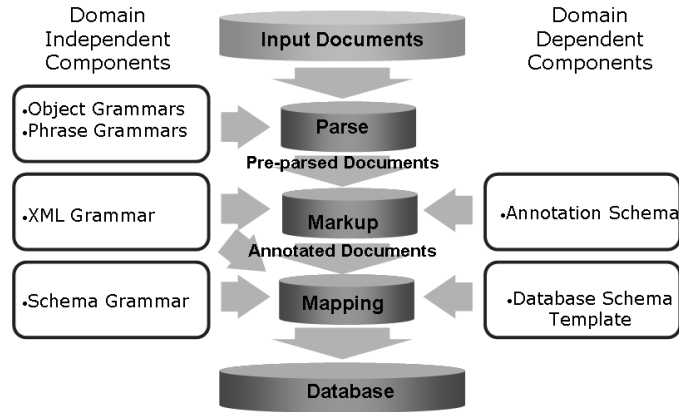 Domain
Independent
Components
Input Documents
Domain
Dependent
Components
•Object Grammars
•Phrase Grammars
Parse
Pre-parsed Documents
•XML Grammar
Markup
•Annotation Schema
Annotated Documents
•Schema Grammar
Mapping
•Database Schema
Template
Database